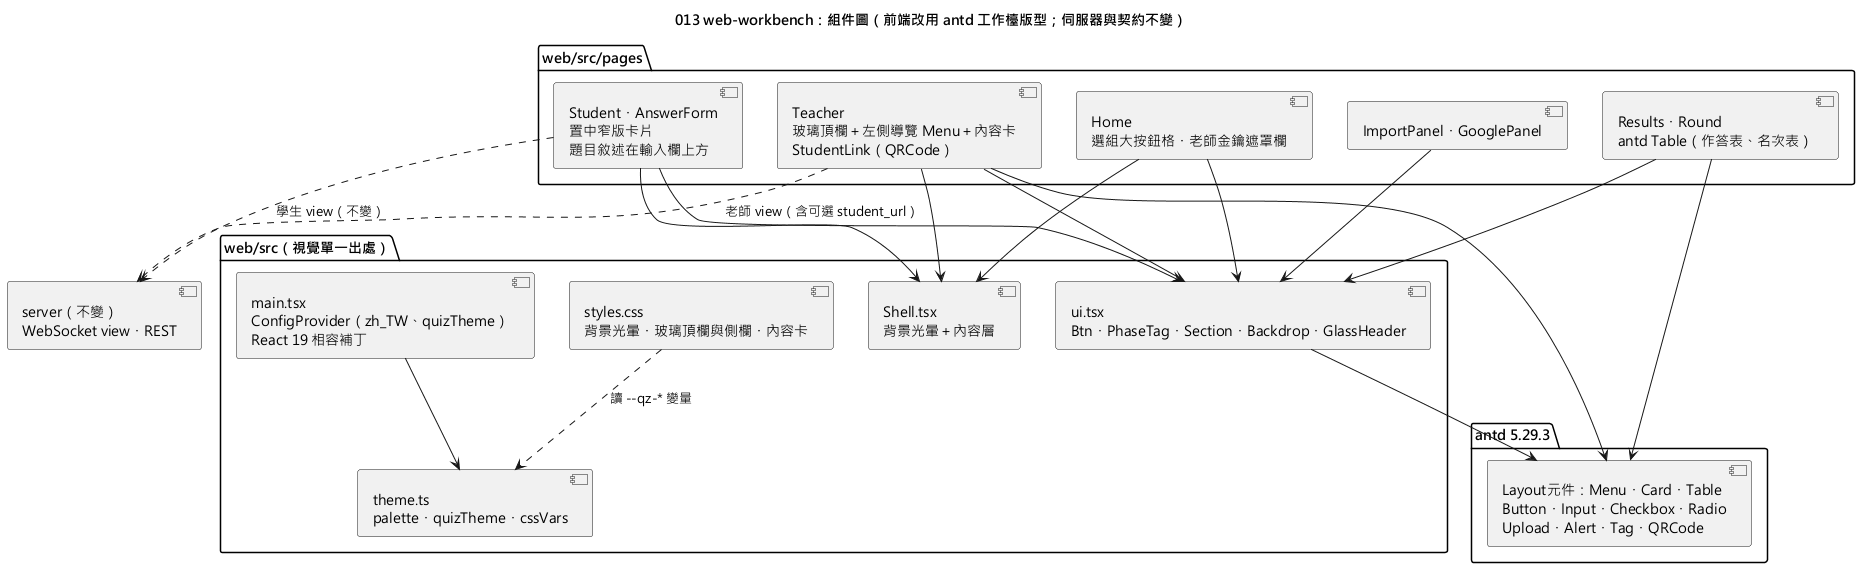 013 web-workbench：組件圖（前端改用 antd 工作檯版型；伺服器與契約不變）
web/src/pages
Student · AnswerForm
置中窄版卡片
題目敘述在輸入欄上方
Teacher
玻璃頂欄＋左側導覽 Menu＋內容卡
StudentLink（QRCode）
Home
選組大按鈕格 · 老師金鑰遮罩欄
ImportPanel · GooglePanel
Results · Round
antd Table（作答表、名次表）
學生 view（不變）
老師 view（含可選 student_url）
web/src（視覺單一出處）
server（不變）
WebSocket view · REST
main.tsx
ConfigProvider（zh_TW、quizTheme）
React 19 相容補丁
styles.css
背景光暈 · 玻璃頂欄與側欄 · 內容卡
Shell.tsx
背景光暈＋內容層
ui.tsx
Btn · PhaseTag · Section · Backdrop · GlassHeader
讀 --qz-* 變量
theme.ts
palette · quizTheme · cssVars
antd 5.29.3
Layout元件：Menu · Card · Table
Button · Input · Checkbox · Radio
Upload · Alert · Tag · QRCode